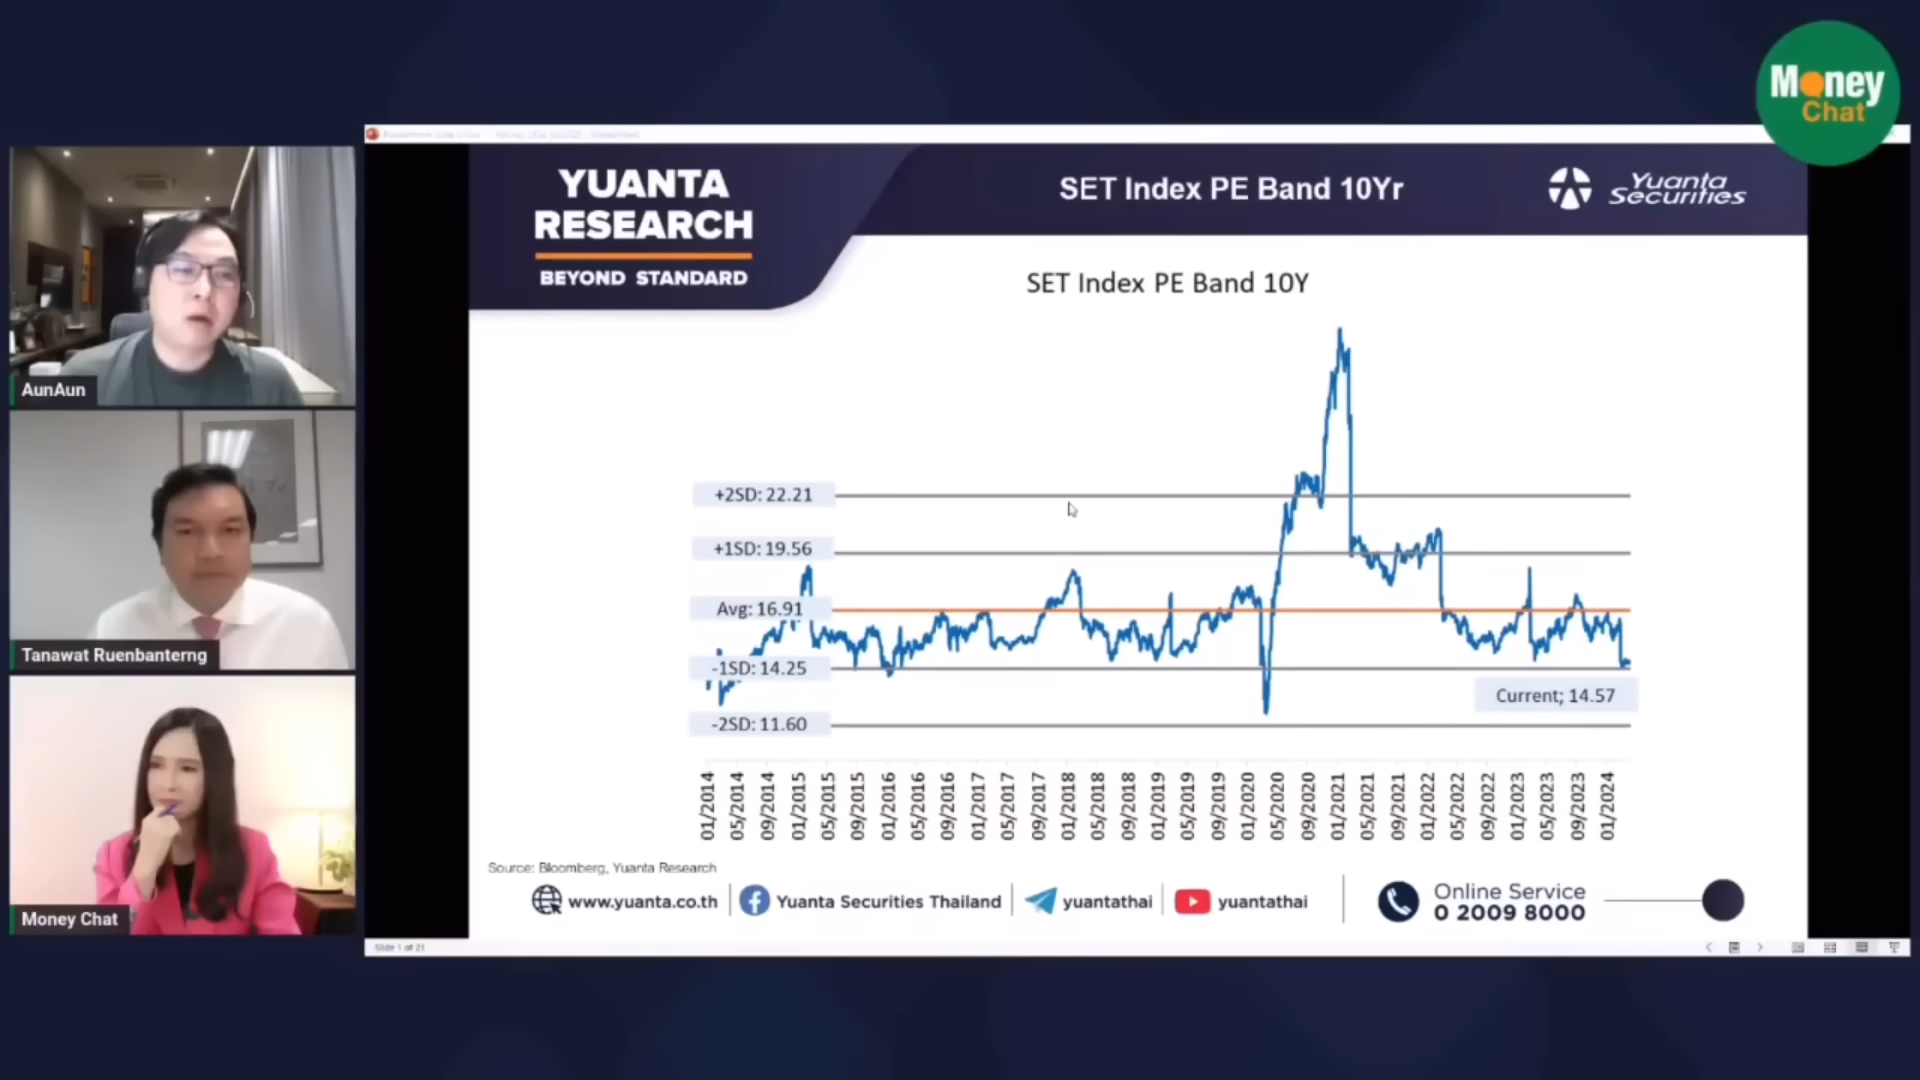 Money
Chat
AunAun
Tanawat Ruenbanterng
Money Chat
YUANTA
RESEARCH
BEYOND STANDARD
SET Index PE Band 10Yr
Yuanta
Securities
SET Index PE Band 10Y
+2SD: 22.21
+1SD: 19.56
Avg: 16.91
-1SD: 14.25
-2SD: 11.60
Current; 14.57
01/2014
05/2014
09/2014
01/2015
05/2015
09/2015
01/2016
05/2016
09/2016
01/2017
05/2017
09/2017
01/2018
05/2018
09/2018
01/2019
05/2019
09/2019
01/2020
05/2020
09/2020
01/2021
05/2021
09/2021
01/2022
05/2022
09/2022
01/2023
05/2023
09/2023
01/2024
Source: Bloomberg, Yuanta Research
www.yuanta.co.th
Yuanta Securities Thailand
yuantathai
yuantathai
Online Service
0 2009 8000
Slide 1 of 21